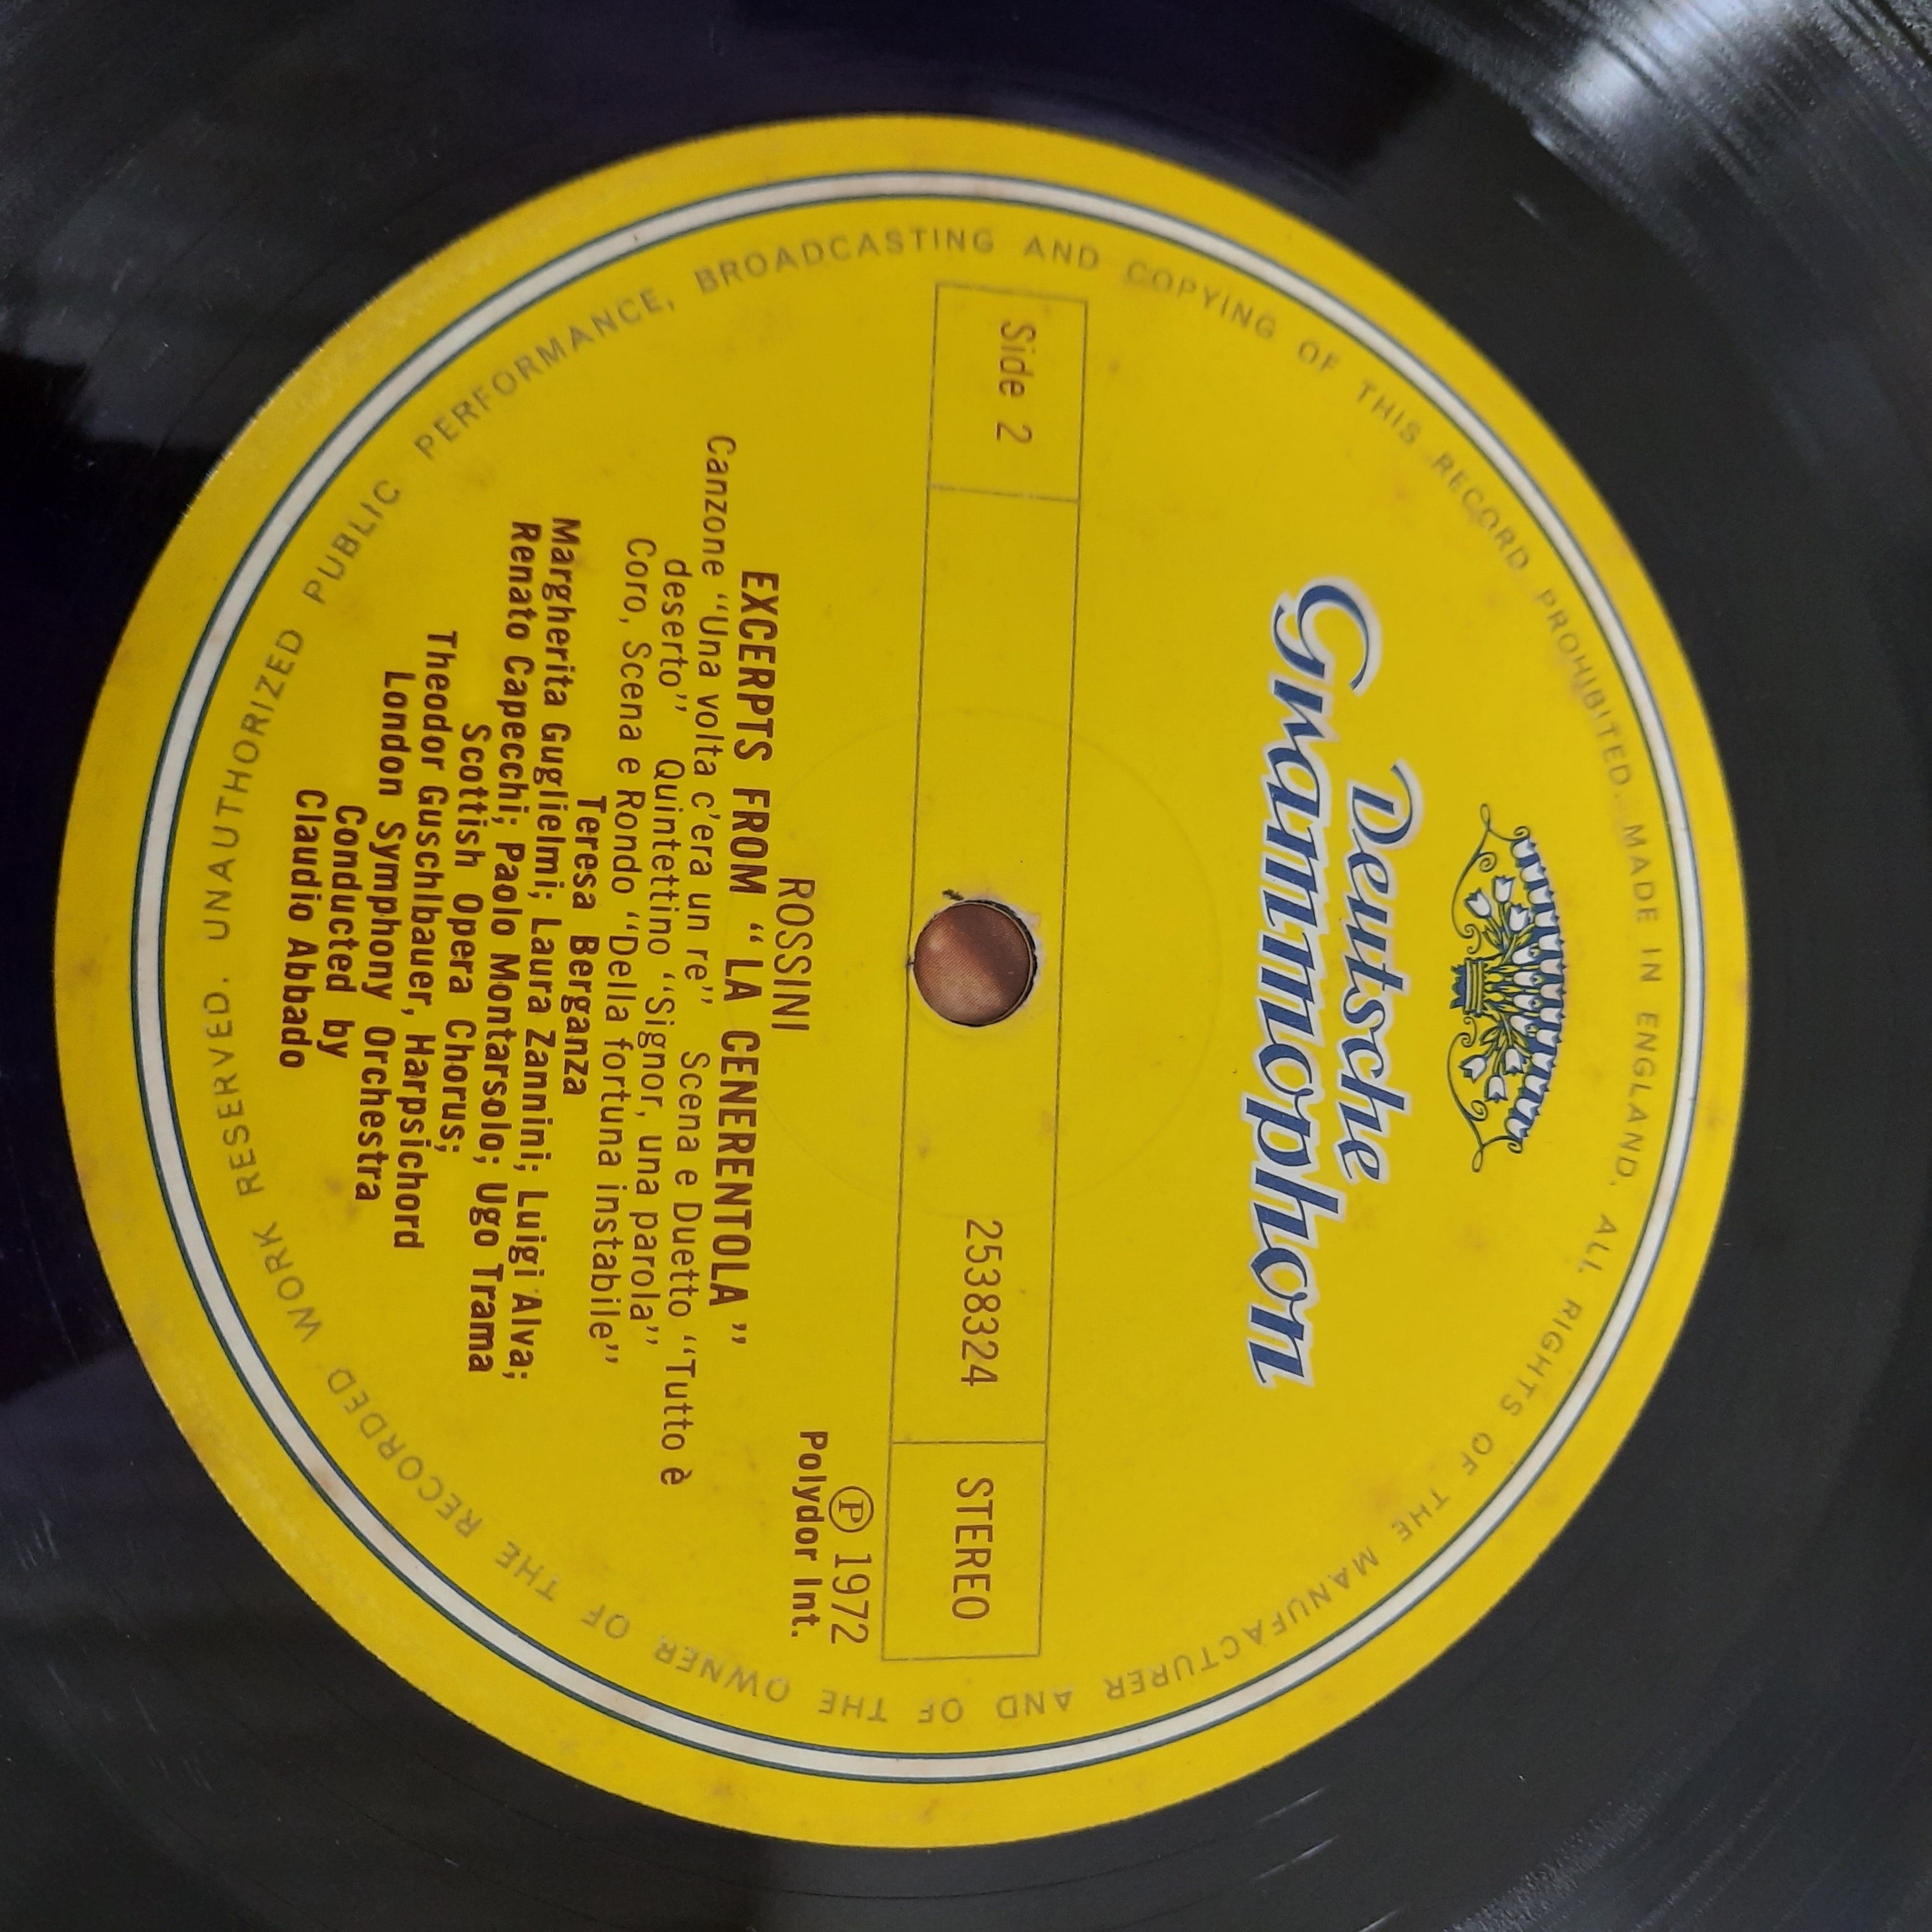 Deutsche
Grammophon
Side 2
2538324
STEREO
℗ 1972
Polydor Int.
ROSSINI
EXCERPTS FROM “LA CENERENTOLA”
Canzone “Una volta c'era un re” Scena e Duetto “Tutto è
deserto” Quintettino “Signor, una parola”
Coro, Scena e Rondo “Della fortuna instabile”
Teresa Berganza
Margherita Guglielmi; Laura Zannini; Luigi Alva;
Renato Capecchi; Paolo Montarsolo; Ugo Trama
Scottish Opera Chorus;
Theodor Guschlbauer, Harpsichord
London Symphony Orchestra
Conducted by
Claudio Abbado
MADE IN ENGLAND. ALL RIGHTS OF THE MANUFACTURER AND OF THE OWNER OF THE RECORDED WORK RESERVED. UNAUTHORIZED PUBLIC PERFORMANCE, BROADCASTING AND COPYING OF THIS RECORD PROHIBITED.